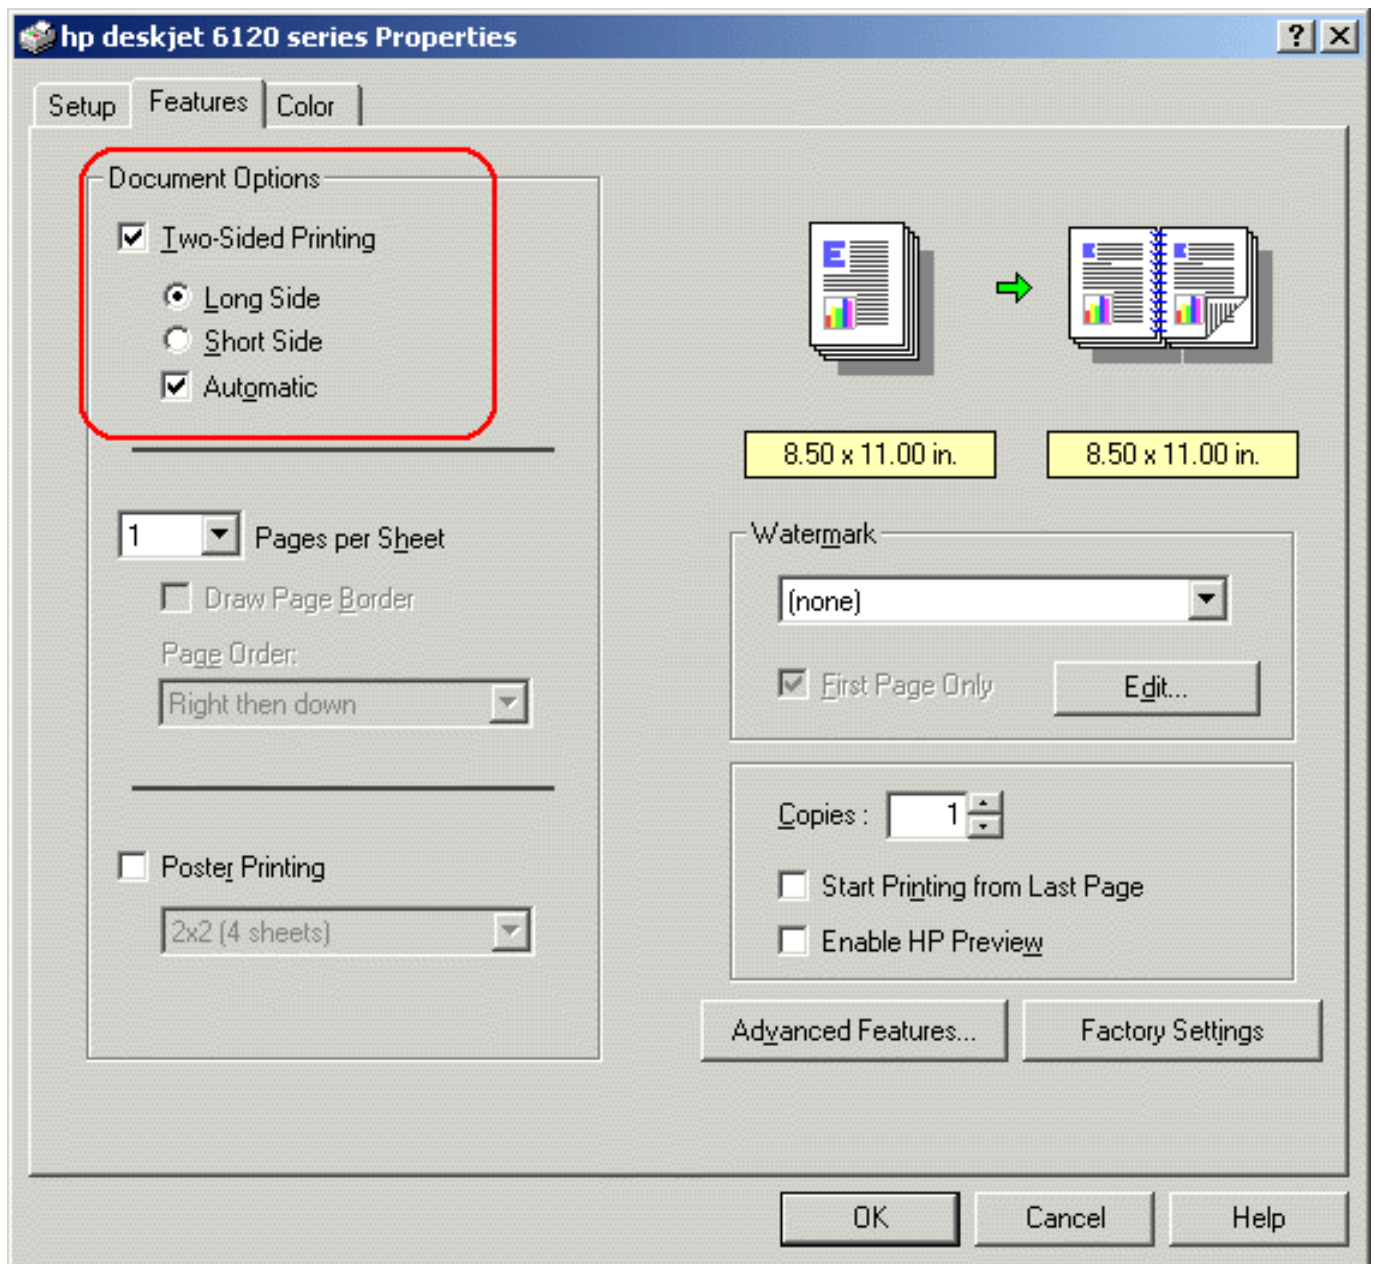 hp deskjet 6120 series Properties
Setup
Features
Color
Document Options
Two-Sided Printing
Long Side
Short Side
Automatic
1
Pages per Sheet
Draw Page Border
Page Order:
Right then down
Poster Printing
2x2 (4 sheets)
E
E
E
8.50 x 11.00 in.
8.50 x 11.00 in.
Watermark
(none)
First Page Only
Edit...
Copies :
1
Start Printing from Last Page
Enable HP Preview
Advanced Features...
Factory Settings
OK
Cancel
Help